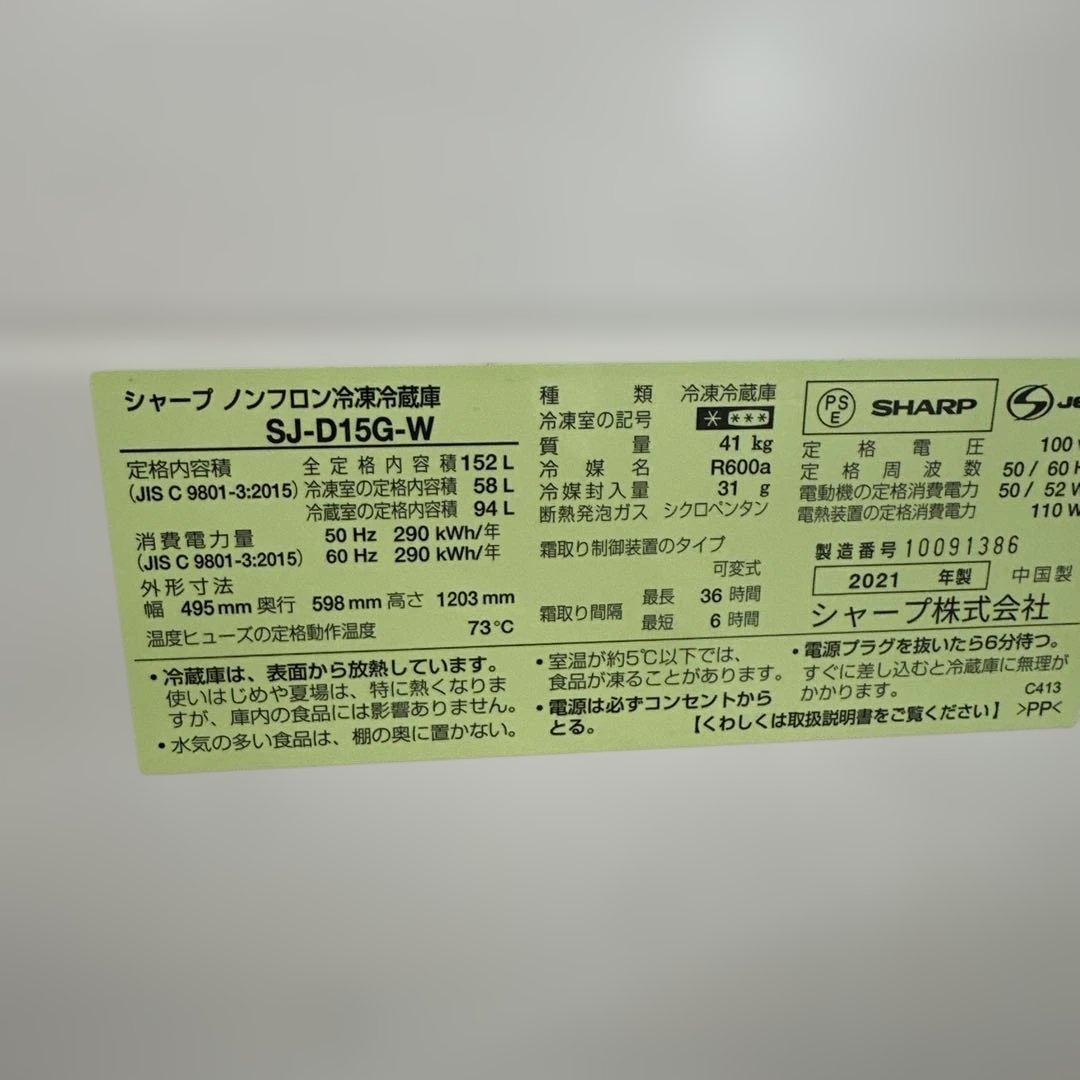 シャープ ノンフロン冷凍冷蔵庫
SJ-D15G-W
定格内容積 全定格内容積 152 L
(JIS C 9801-3:2015) 冷凍室の定格内容積 58 L
冷蔵室の定格内容積 94 L
消費電力量 50 Hz 290 kWh/年
(JIS C 9801-3:2015) 60 Hz 290 kWh/年
外形寸法
幅 495 mm 奥行 598 mm 高さ 1203 mm
温度ヒューズの定格動作温度 73℃
種類 冷凍冷蔵庫
冷凍室の記号 * ***
質量 41 kg
冷媒名 R600a
冷媒封入量 31 g
断熱発泡ガス シクロペンタン
霜取り制御装置のタイプ
可変式
霜取り間隔 最長 36 時間
最短 6 時間
PSE SHARP
定格電圧 100
定格周波数 50 / 60
電動機の定格消費電力 50 / 52 W
電熱装置の定格消費電力 110 W
製造番号 10091386
2021 年製 中国製
シャープ株式会社
・冷蔵庫は、表面から放熱しています。
使いはじめや夏場は、特に熱くなりま
すが、庫内の食品には影響ありません。
・水気の多い食品は、棚の奥に置かない。
・室温が約5℃以下では、
食品が凍ることがあります。
・電源は必ずコンセントから
とる。
・電源プラグを抜いたら6分待つ。
すぐに差し込むと冷蔵庫に無理が
かかります。 C413
【くわしくは取扱説明書をご覧ください】 >PP<